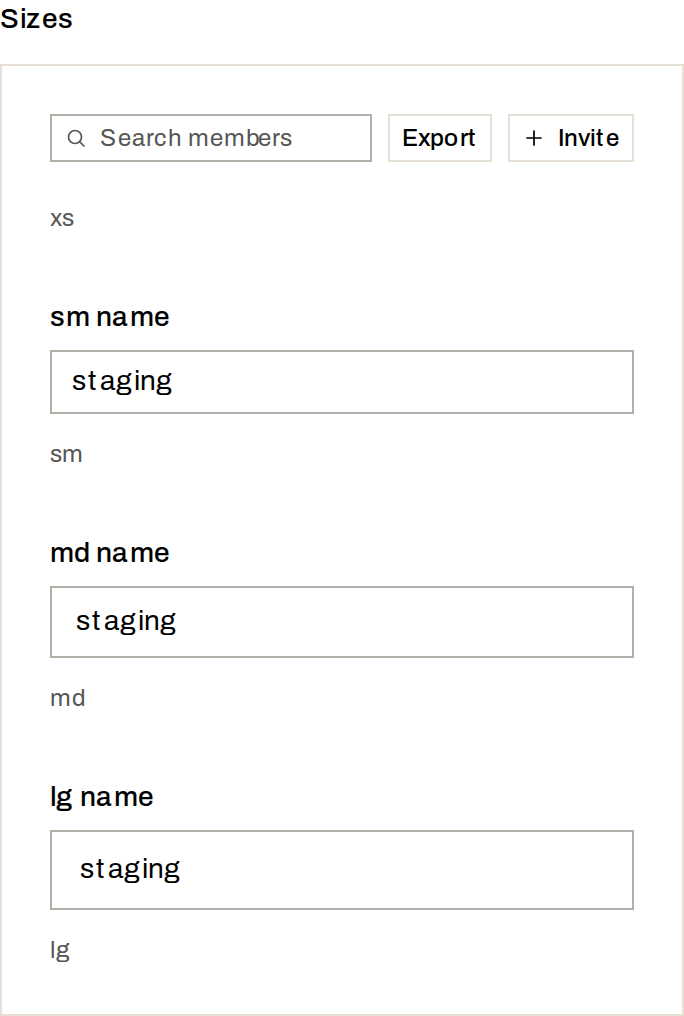 Sizes
Search members Export Invite
xs
sm name
staging
sm
md name
staging
md
lg name
staging
lg